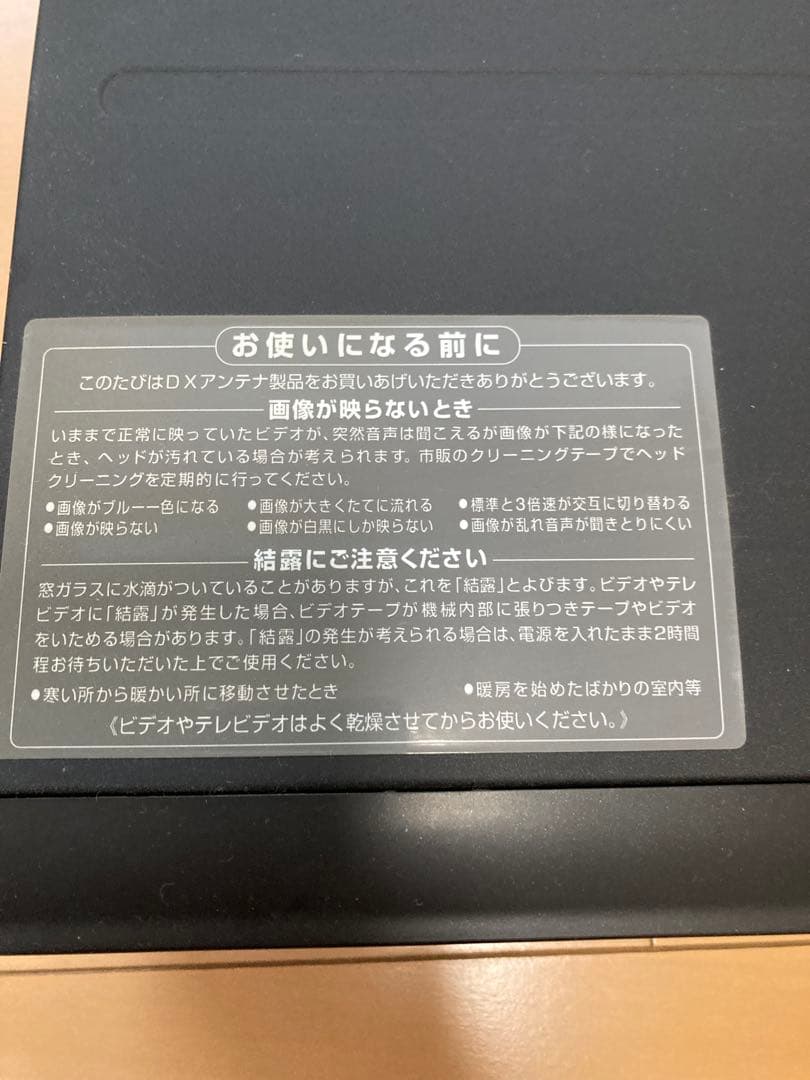 お使いになる前に
このたびはDXアンテナ製品をお買いあげいただきありがとうございます。
画像が映らないとき
いままで正常に映っていたビデオが、突然音声は聞こえるが画像が下記の様になった
とき、ヘッドが汚れている場合が考えられます。市販のクリーニングテープでヘッド
クリーニングを定期的に行ってください。
●画像がブルー一色になる ●画像が大きくたてに流れる ●標準と3倍速が交互に切り替わる
●画像が映らない ●画像が白黒にしか映らない ●画像が乱れ音声が聞きとりにくい
結露にご注意ください
窓ガラスに水滴がついていることがありますが、これを「結露」とよびます。ビデオやテレ
ビデオに「結露」が発生した場合、ビデオテープが機械内部に張りつきテープやビデオ
をいためる場合があります。「結露」の発生が考えられる場合は、電源を入れたまま2時間
程お待ちいただいた上でご使用ください。
●寒い所から暖かい所に移動させたとき ●暖房を始めたばかりの室内等
《ビデオやテレビデオはよく乾燥させてからお使いください。》